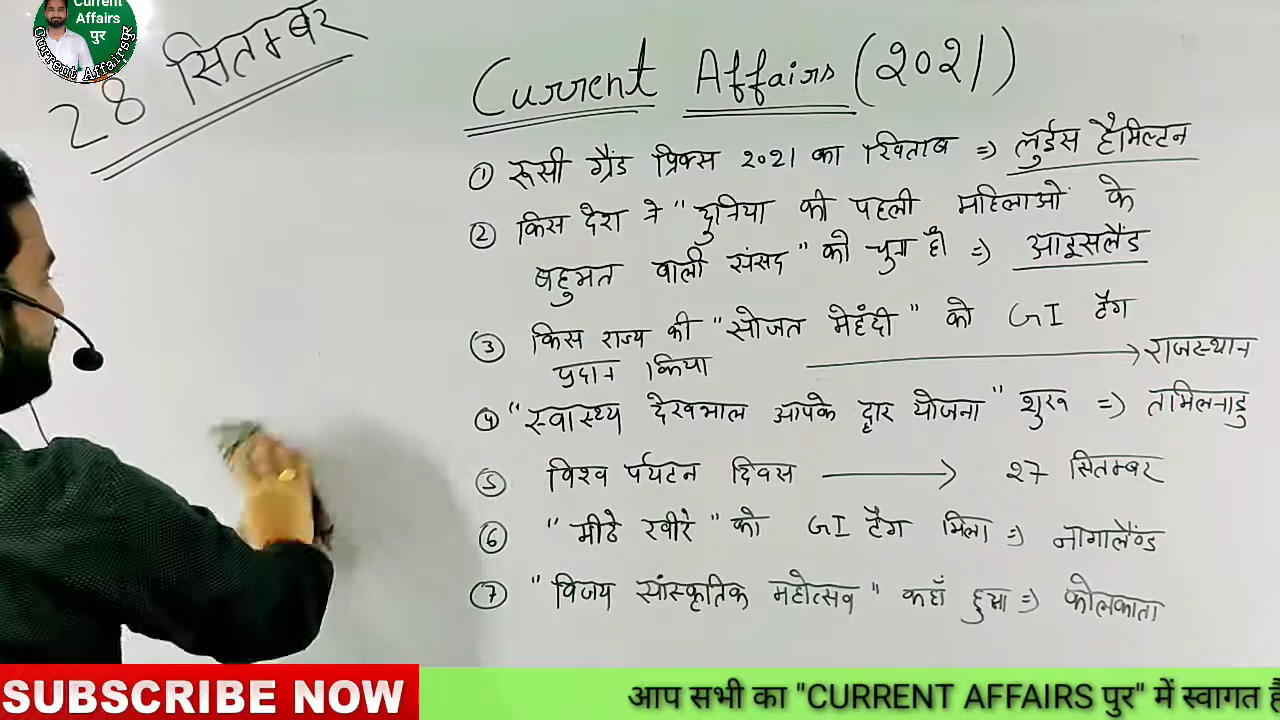 Current
Affairs
पुर
Current Affairsपुर
28 सितम्बर
Current Affairs (2021)
① रूसी ग्रैंड प्रिक्स 2021 का खिताब => लुईस हैमिल्टन
② किस देश ने "दुनिया की पहली महिलाओं के
बहुमत वाली संसद" को चुना है => आइसलैंड
③ किस राज्य की "सोजत मेहंदी" को GI टैग
प्रदान किया → राजस्थान
④ "स्वास्थ्य देखभाल आपके द्वार योजना" शुरू => तमिलनाडु
⑤ विश्व पर्यटन दिवस → 27 सितम्बर
⑥ "मीठे खीरे" को GI टैग मिला => नागालैण्ड
⑦ "विजय सांस्कृतिक महोत्सव" कहाँ हुआ => कोलकाता
SUBSCRIBE NOW
आप सभी का "CURRENT AFFAIRS पुर" में स्वागत है